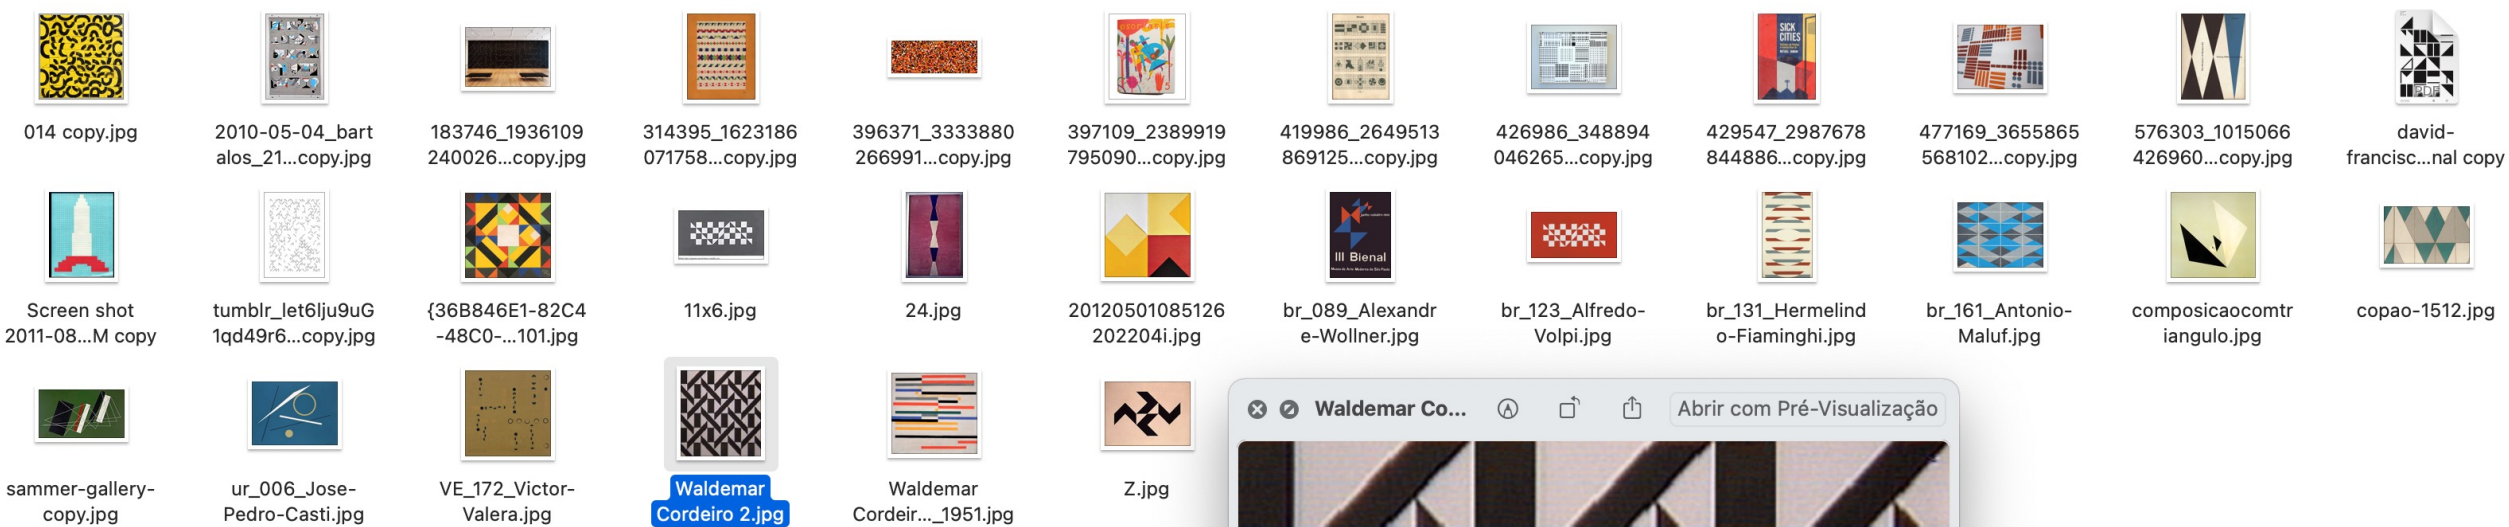 SICK
CITIES
PDF
014 copy.jpg
2010-05-04_bart
alos_21...copy.jpg
183746_1936109
240026...copy.jpg
314395_1623186
071758...copy.jpg
396371_3333880
266991...copy.jpg
397109_2389919
795090...copy.jpg
419986_2649513
869125...copy.jpg
426986_348894
046265...copy.jpg
429547_2987678
844886...copy.jpg
477169_3655865
568102...copy.jpg
576303_1015066
426960...copy.jpg
david-
francisc...nal copy
III Bienal
Screen shot
2011-08...M copy
tumblr_let6lju9uG
1qd49r6...copy.jpg
{36B846E1-82C4
-48C0-...101.jpg
11x6.jpg
24.jpg
20120501085126
202204i.jpg
br_089_Alexandr
e-Wollner.jpg
br_123_Alfredo-
Volpi.jpg
br_131_Hermelind
o-Fiaminghi.jpg
br_161_Antonio-
Maluf.jpg
composicaocomtr
iangulo.jpg
copao-1512.jpg
sammer-gallery-
copy.jpg
ur_006_Jose-
Pedro-Casti.jpg
VE_172_Victor-
Valera.jpg
Waldemar
Cordeiro 2.jpg
Waldemar
Cordeir..._1951.jpg
Z.jpg
Waldemar Co...
Abrir com Pré-Visualização